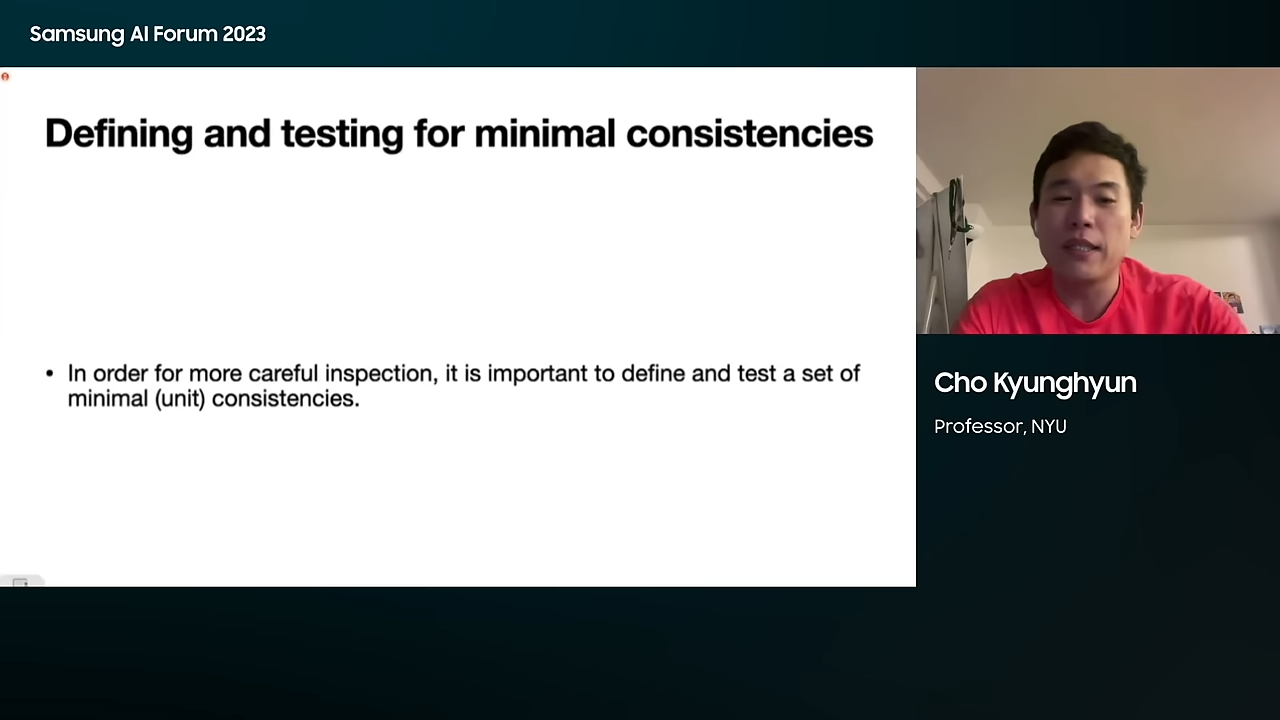 Samsung AI Forum 2023
Defining and testing for minimal consistencies
• In order for more careful inspection, it is important to define and test a set of
minimal (unit) consistencies.
Cho Kyunghyun
Professor, NYU